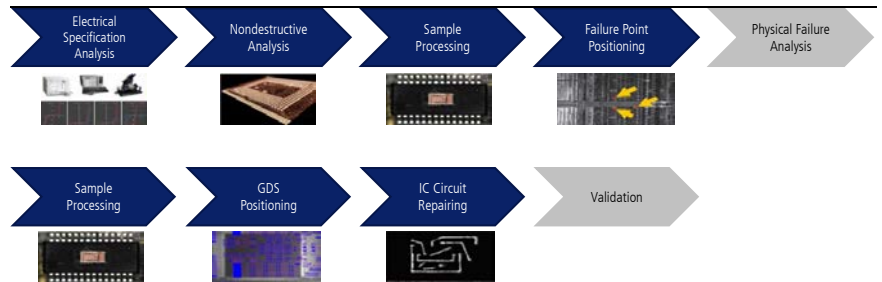 Electrical
Specification
Analysis
Nondestructive
Analysis
Sample
Processing
Failure Point
Positioning
Physical Failure
Analysis
Sample
Processing
GDS
Positioning
IC Circuit
Repairing
Validation